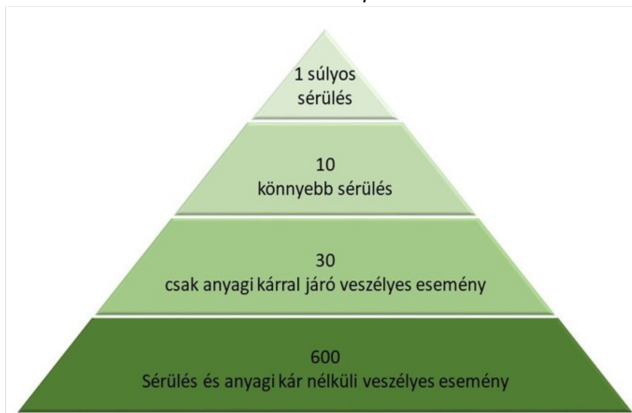 1 súlyos
sérülés
10
könnyebb sérülés
30
csak anyagi kárral járó veszélyes esemény
600
Sérülés és anyagi kár nélküli veszélyes esemény